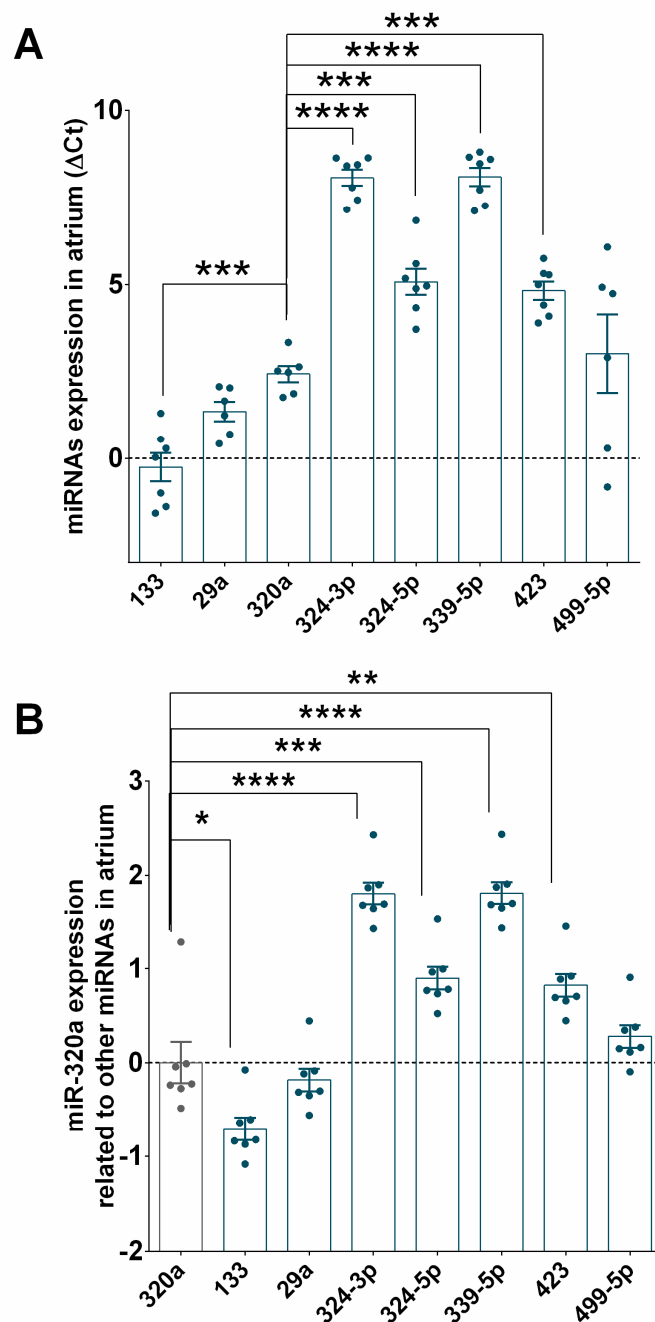 A
***
****
***
****
***
miRNAs expression in atrium (ΔCt)
10
5
0
133
29a
320a
324-3p
324-5p
339-5p
423
499-5p
B
**
****
***
****
*
miR-320a expression
related to other miRNAs in atrium
3
2
1
0
-1
-2
320a
133
29a
324-3p
324-5p
339-5p
423
499-5p